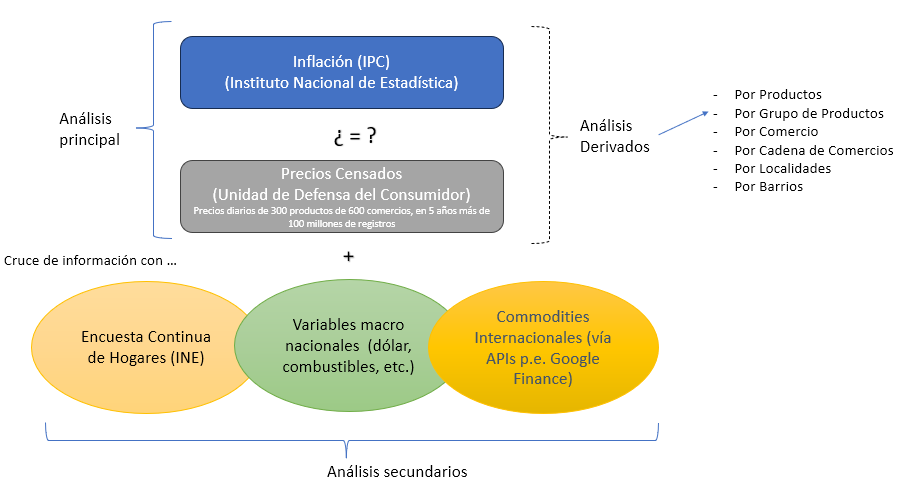 Inflación (IPC)
(Instituto Nacional de Estadística)
Análisis
principal
¿ = ?
Precios Censados
(Unidad de Defensa del Consumidor)
Precios diarios de 300 productos de 600 comercios, en 5 años más de
100 millones de registros
Análisis
Derivados
- Por Productos
- Por Grupo de Productos
- Por Comercio
- Por Cadena de Comercios
- Por Localidades
- Por Barrios
+
Cruce de información con ...
Encuesta Continua
de Hogares (INE)
Variables macro
nacionales (dólar,
combustibles, etc.)
Commodities
Internacionales (vía
APIs p.e. Google
Finance)
Análisis secundarios